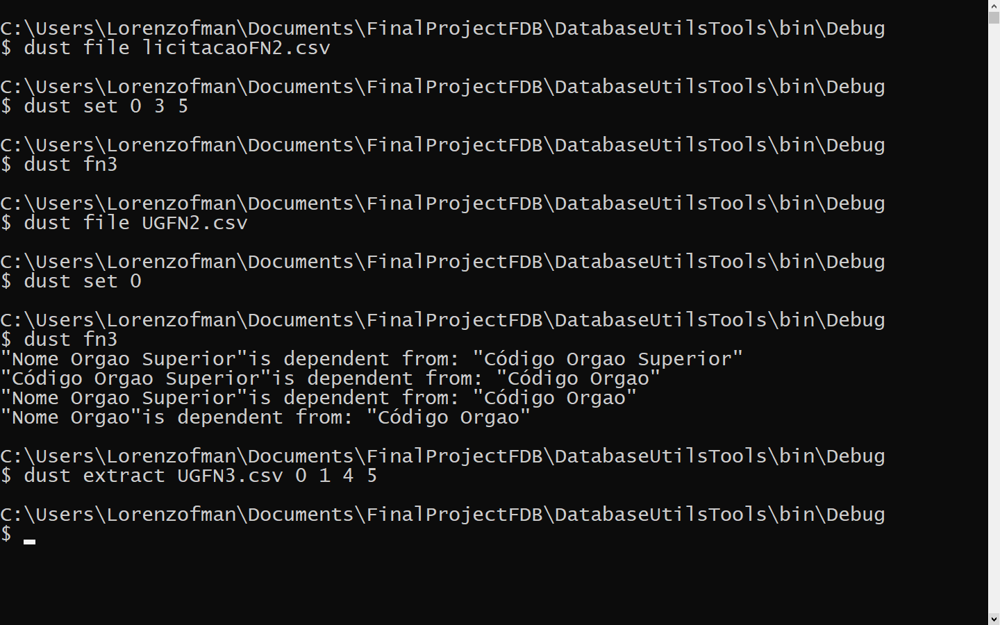 C:\Users\Lorenzofman\Documents\FinalProjectFDB\DatabaseUtilsTools\bin\Debug
$ dust file licitacaoFN2.csv
C:\Users\Lorenzofman\Documents\FinalProjectFDB\DatabaseUtilsTools\bin\Debug
$ dust set 0 3 5
C:\Users\Lorenzofman\Documents\FinalProjectFDB\DatabaseUtilsTools\bin\Debug
$ dust fn3
C:\Users\Lorenzofman\Documents\FinalProjectFDB\DatabaseUtilsTools\bin\Debug
$ dust file UGFN2.csv
C:\Users\Lorenzofman\Documents\FinalProjectFDB\DatabaseUtilsTools\bin\Debug
$ dust set 0
C:\Users\Lorenzofman\Documents\FinalProjectFDB\DatabaseUtilsTools\bin\Debug
$ dust fn3
"Nome Orgao Superior"is dependent from: "Código Orgao Superior"
"Código Orgao Superior"is dependent from: "Código Orgao"
"Nome Orgao Superior"is dependent from: "Código Orgao"
"Nome Orgao"is dependent from: "Código Orgao"
C:\Users\Lorenzofman\Documents\FinalProjectFDB\DatabaseUtilsTools\bin\Debug
$ dust extract UGFN3.csv 0 1 4 5
C:\Users\Lorenzofman\Documents\FinalProjectFDB\DatabaseUtilsTools\bin\Debug
$